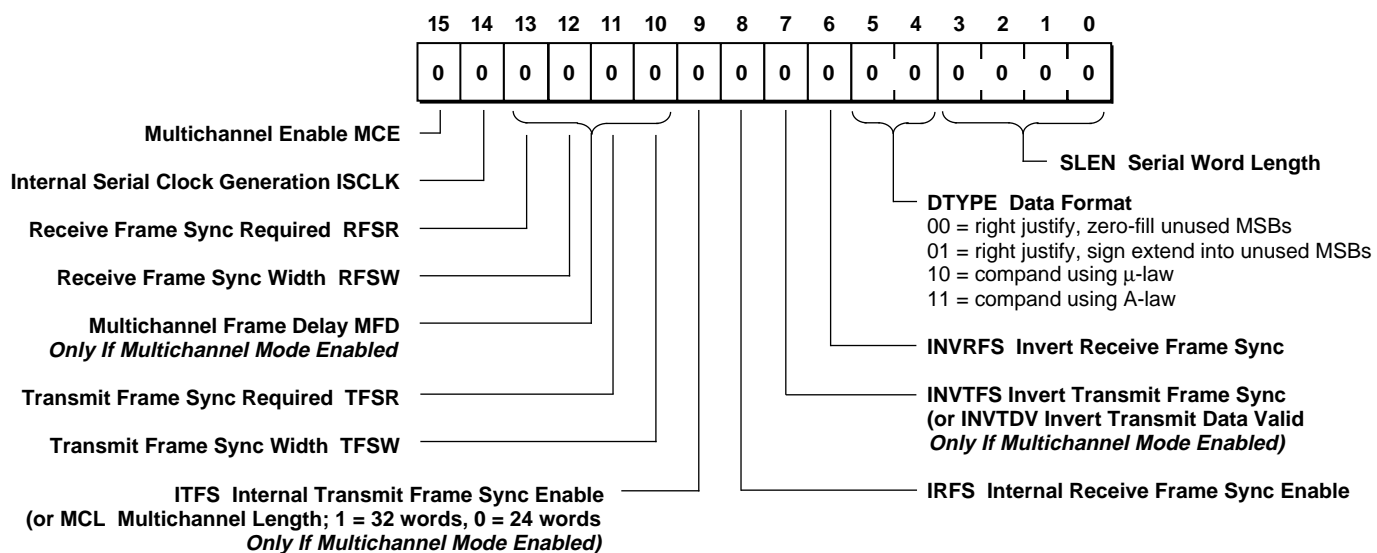 15 14 13 12 11 10 9 8 7 6 5 4 3 2 1 0
0 0 0 0 0 0 0 0 0 0 0 0 0 0 0 0
Multichannel Enable MCE
Internal Serial Clock Generation ISCLK
Receive Frame Sync Required RFSR
Receive Frame Sync Width RFSW
Multichannel Frame Delay MFD
Only If Multichannel Mode Enabled
Transmit Frame Sync Required TFSR
Transmit Frame Sync Width TFSW
ITFS Internal Transmit Frame Sync Enable
(or MCL Multichannel Length; 1 = 32 words, 0 = 24 words
Only If Multichannel Mode Enabled)
SLEN Serial Word Length
DTYPE Data Format
00 = right justify, zero-fill unused MSBs
01 = right justify, sign extend into unused MSBs
10 = compand using μ-law
11 = compand using A-law
INVRFS Invert Receive Frame Sync
INVTFS Invert Transmit Frame Sync
(or INVTDV Invert Transmit Data Valid
Only If Multichannel Mode Enabled)
IRFS Internal Receive Frame Sync Enable